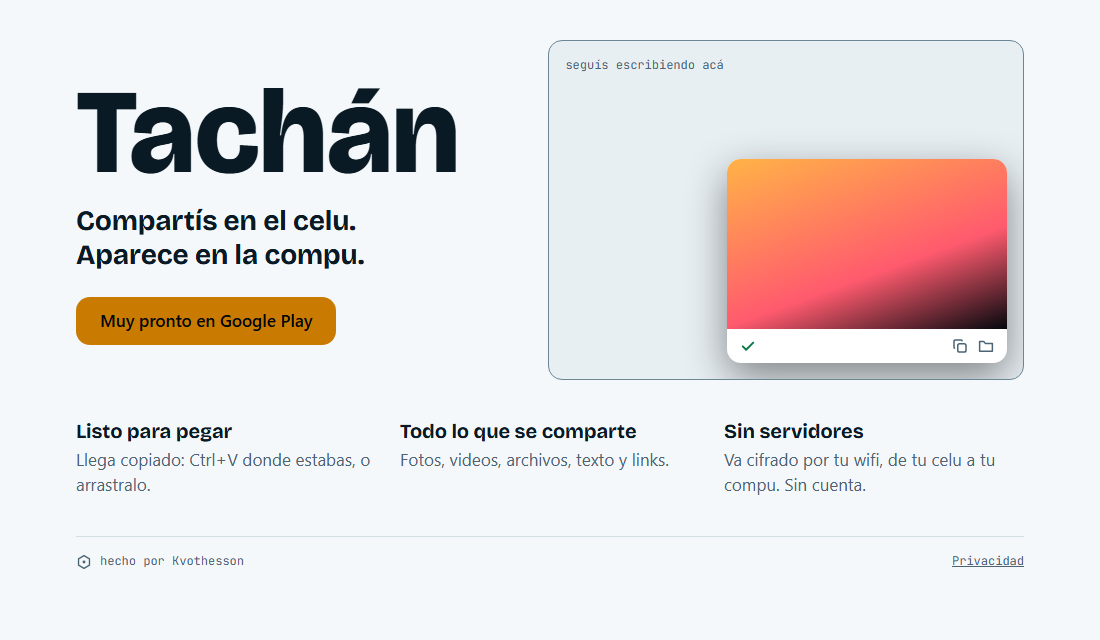 Tachán
Compartís en el celu.
Aparece en la compu.
Muy pronto en Google Play
seguís escribiendo acá
Listo para pegar
Llega copiado: Ctrl+V donde estabas, o
arrastralo.
Todo lo que se comparte
Fotos, videos, archivos, texto y links.
Sin servidores
Va cifrado por tu wifi, de tu celu a tu
compu. Sin cuenta.
hecho por Kvothesson
Privacidad